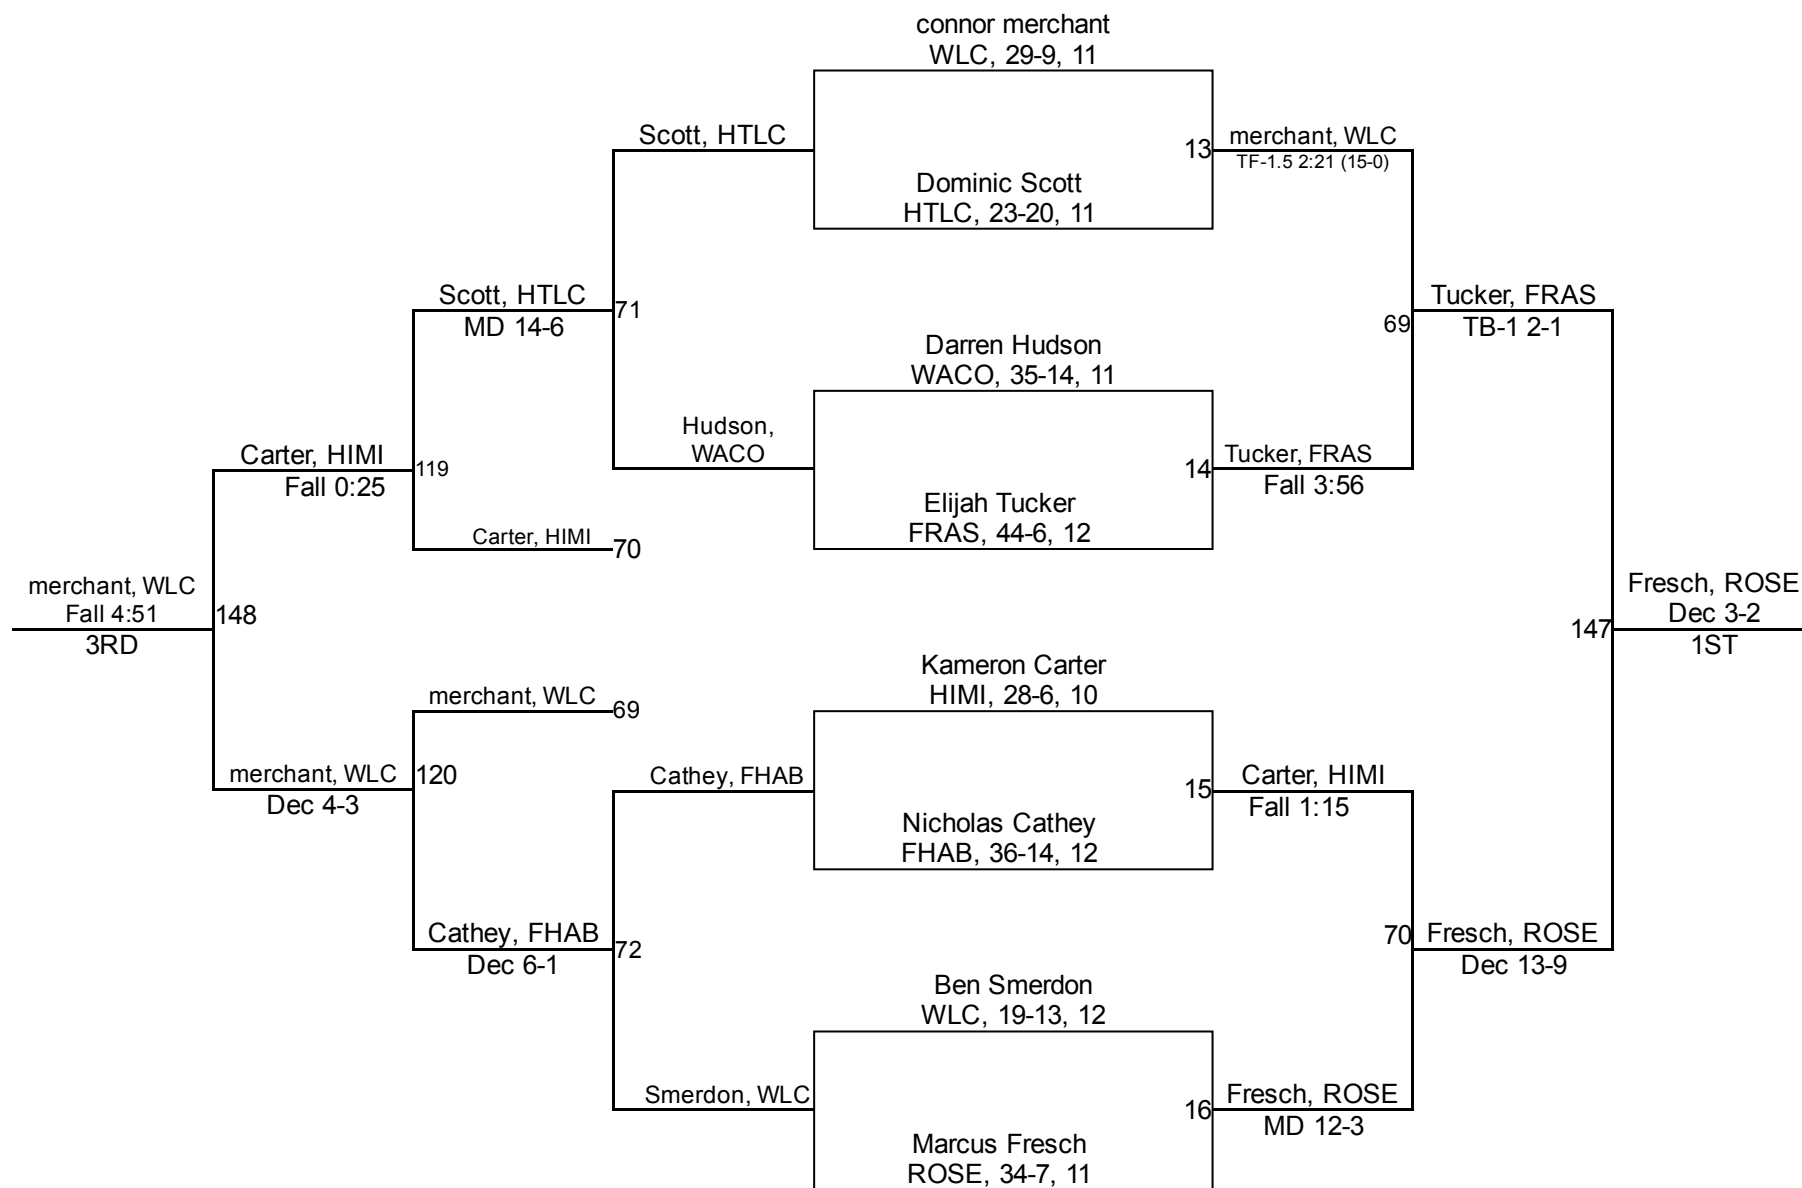 connor merchant
WLC, 29-9, 11
Scott, HTLC
13
merchant, WLC
TF-1.5 2:21 (15-0)
Dominic Scott
HTLC, 23-20, 11
Scott, HTLC
MD 14-6
71
69
Tucker, FRAS
TB-1 2-1
Darren Hudson
WACO, 35-14, 11
Hudson,
WACO
14
Tucker, FRAS
Fall 3:56
Carter, HIMI
Fall 0:25
119
Elijah Tucker
FRAS, 44-6, 12
Carter, HIMI
70
merchant, WLC
Fall 4:51
3RD
148
147
Fresch, ROSE
Dec 3-2
1ST
Kameron Carter
HIMI, 28-6, 10
merchant, WLC
69
merchant, WLC
Dec 4-3
120
Cathey, FHAB
15
Carter, HIMI
Fall 1:15
Nicholas Cathey
FHAB, 36-14, 12
Cathey, FHAB
Dec 6-1
72
70
Fresch, ROSE
Dec 13-9
Ben Smerdon
WLC, 19-13, 12
Smerdon, WLC
16
Fresch, ROSE
MD 12-3
Marcus Fresch
ROSE, 34-7, 11